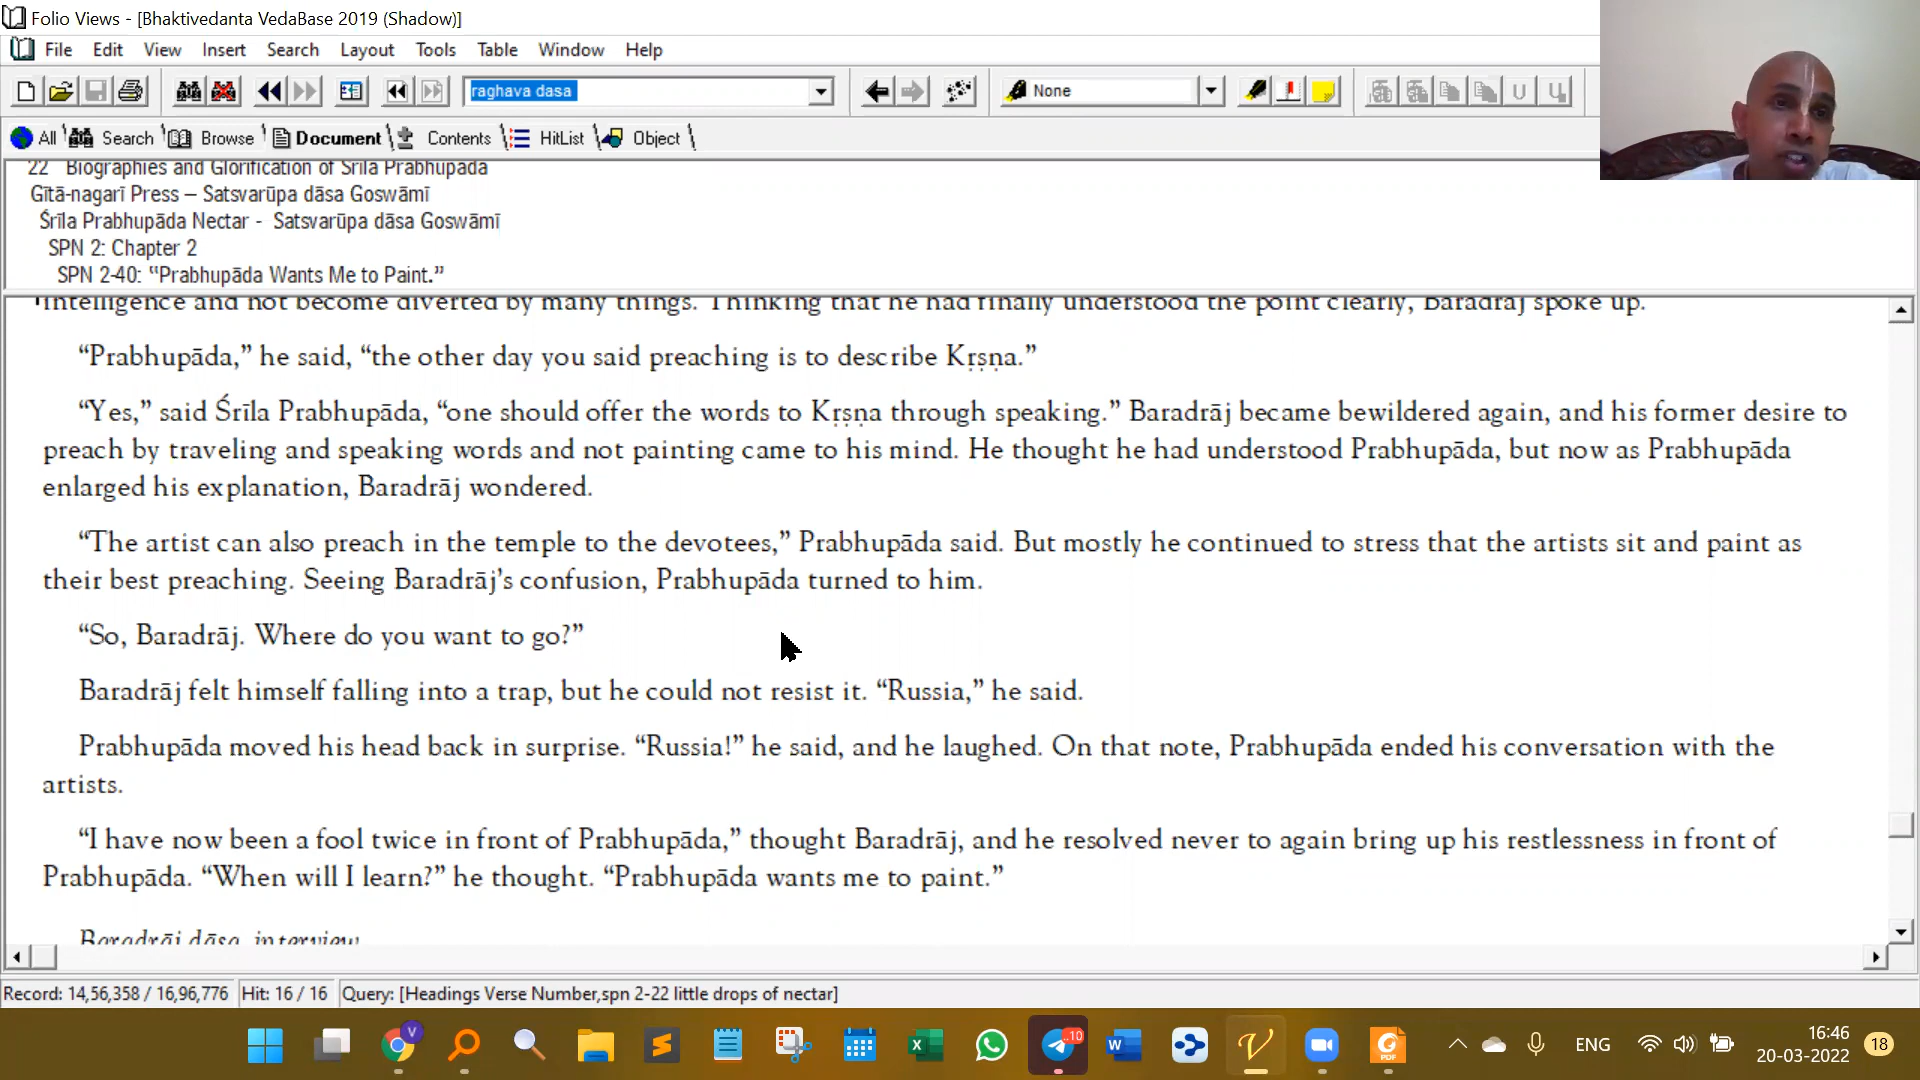 Folio Views - [Bhaktivedanta VedaBase 2019 (Shadow)]
File Edit View Insert Search Layout Tools Table Window Help
raghava dasa
None
All Search Browse Document Contents HitList Object
22 Biographies and Glorification of Śrīla Prabhupāda
Gītā-nagarī Press – Satsvarūpa dāsa Goswāmī
Śrīla Prabhupāda Nectar - Satsvarūpa dāsa Goswāmī
SPN 2: Chapter 2
SPN 2-40: “Prabhupāda Wants Me to Paint.”
intelligence and not become diverted by many things. Thinking that he had finally understood the point clearly, Baradrāj spoke up.
“Prabhupāda,” he said, “the other day you said preaching is to describe Kṛṣṇa.”
“Yes,” said Śrīla Prabhupāda, “one should offer the words to Kṛṣṇa through speaking.” Baradrāj became bewildered again, and his former desire to
preach by traveling and speaking words and not painting came to his mind. He thought he had understood Prabhupāda, but now as Prabhupāda
enlarged his explanation, Baradrāj wondered.
“The artist can also preach in the temple to the devotees,” Prabhupāda said. But mostly he continued to stress that the artists sit and paint as
their best preaching. Seeing Baradrāj’s confusion, Prabhupāda turned to him.
“So, Baradrāj. Where do you want to go?”
Baradrāj felt himself falling into a trap, but he could not resist it. “Russia,” he said.
Prabhupāda moved his head back in surprise. “Russia!” he said, and he laughed. On that note, Prabhupāda ended his conversation with the
artists.
“I have now been a fool twice in front of Prabhupāda,” thought Baradrāj, and he resolved never to again bring up his restlessness in front of
Prabhupāda. “When will I learn?” he thought. “Prabhupāda wants me to paint.”
Baradrāj dāsa, interview
Record: 14,56,358 / 16,96,776 Hit: 16 / 16 Query: [Headings Verse Number,spn 2-22 little drops of nectar]
V
..10
ENG
16:46
20-03-2022
18
PDF